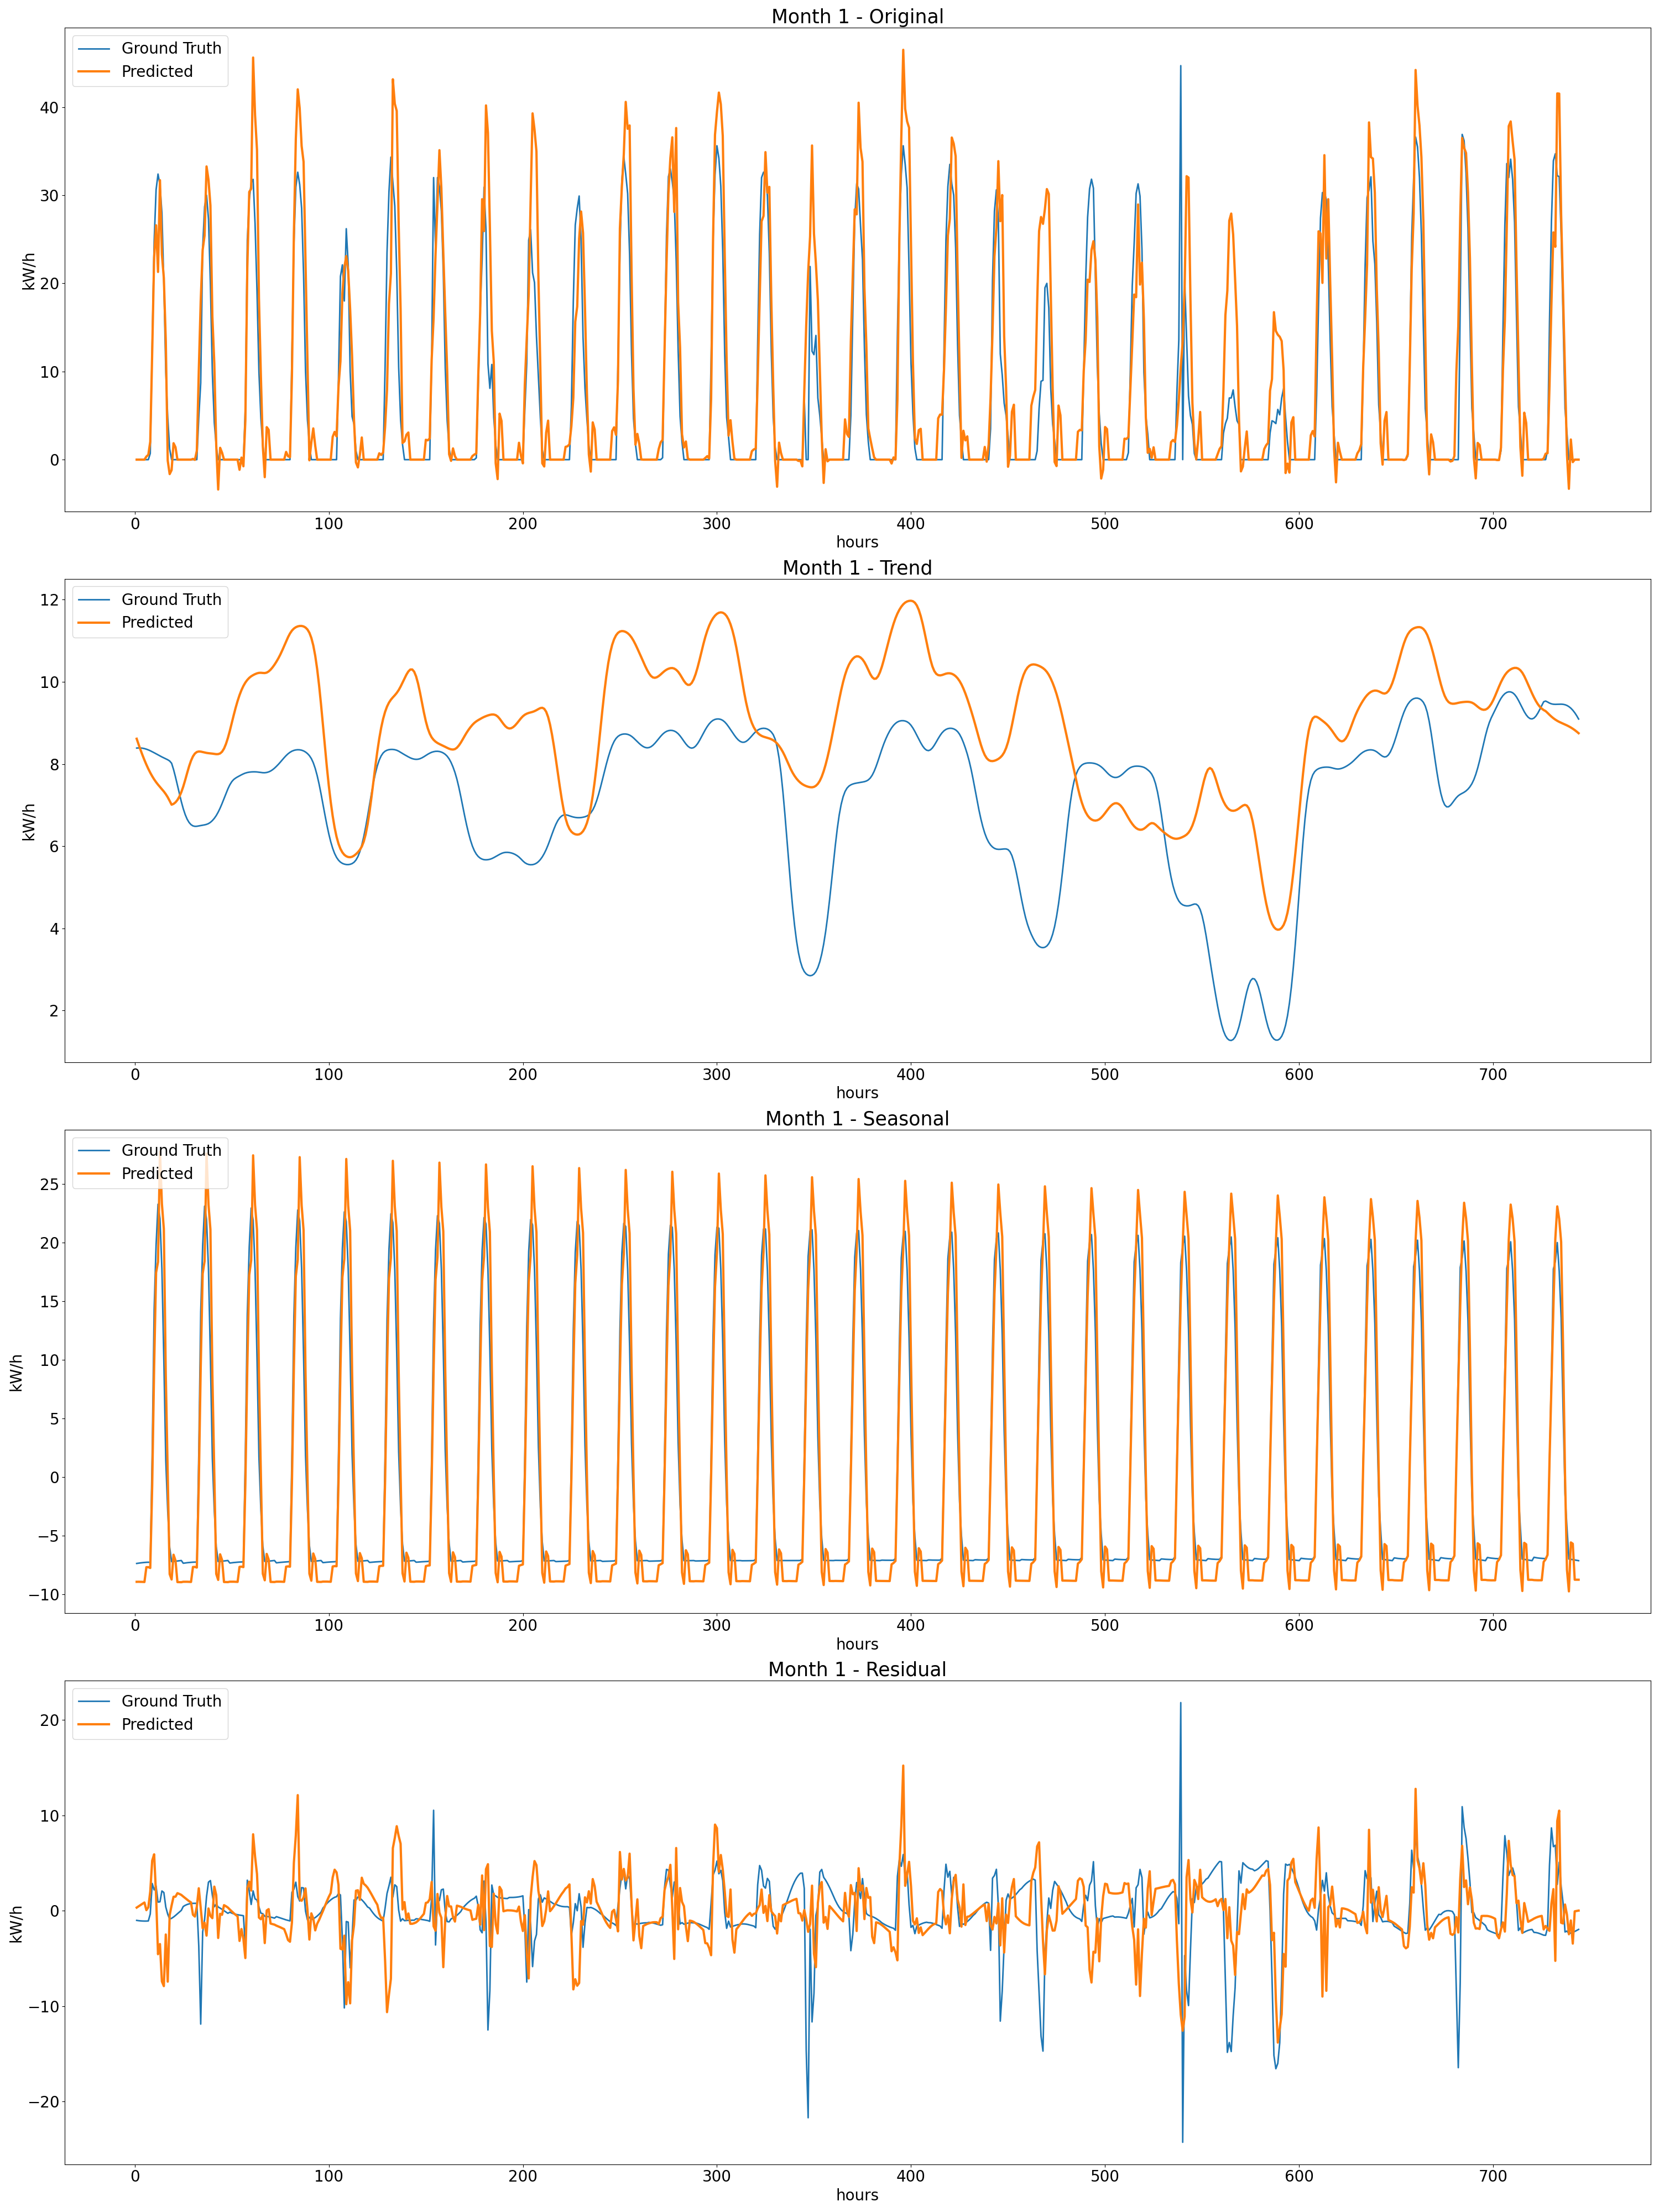 Month 1 - Original
Ground Truth
Predicted
40
30
20
10
0
kW/h
0 100 200 300 400 500 600 700
hours
Month 1 - Trend
Ground Truth
Predicted
12
10
8
6
4
2
kW/h
0 100 200 300 400 500 600 700
hours
Month 1 - Seasonal
Ground Truth
Predicted
25
20
15
10
5
0
−5
−10
kW/h
0 100 200 300 400 500 600 700
hours
Month 1 - Residual
Ground Truth
Predicted
20
10
0
−10
−20
kW/h
0 100 200 300 400 500 600 700
hours